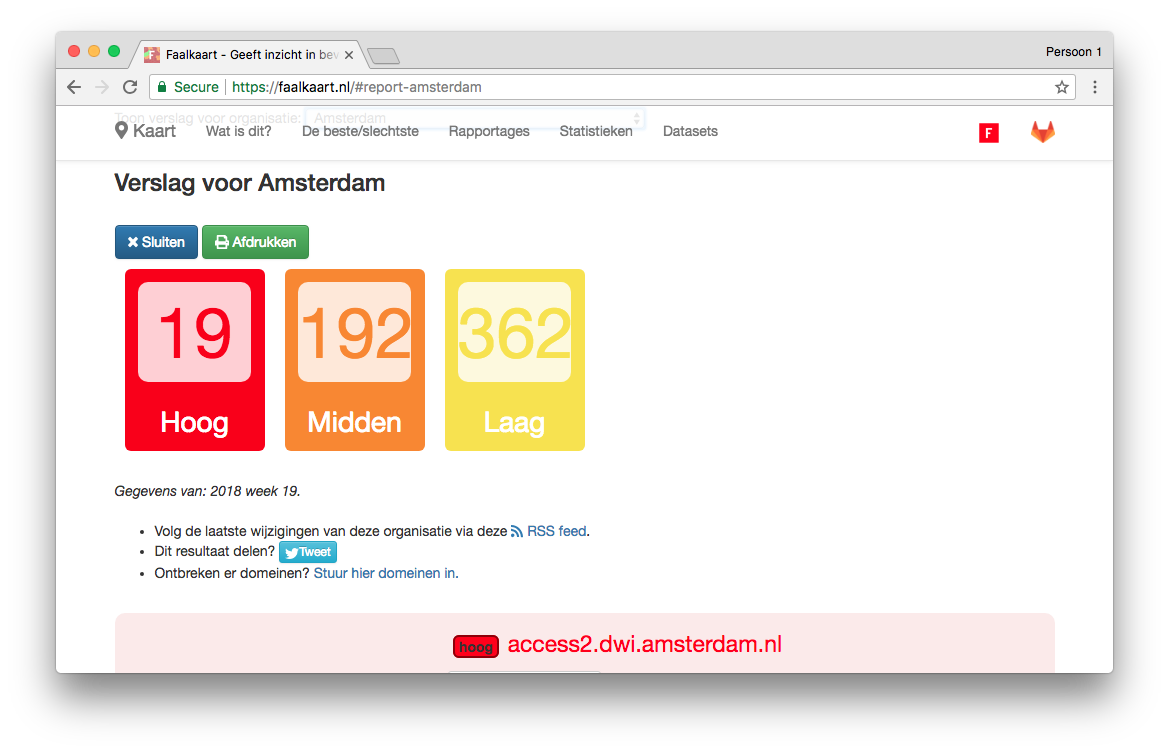 Faalkaart - Geeft inzicht in bev
Persoon 1
Secure https://faalkaart.nl/#report-amsterdam
Toon verslag voor organisatie: Amsterdam
Kaart Wat is dit? De beste/slechtste Rapportages Statistieken Datasets F
Verslag voor Amsterdam
Sluiten Afdrukken
19 192 362
Hoog Midden Laag
Gegevens van: 2018 week 19.
• Volg de laatste wijzigingen van deze organisatie via deze RSS feed.
• Dit resultaat delen? Tweet
• Ontbreken er domeinen? Stuur hier domeinen in.
hoog access2.dwi.amsterdam.nl